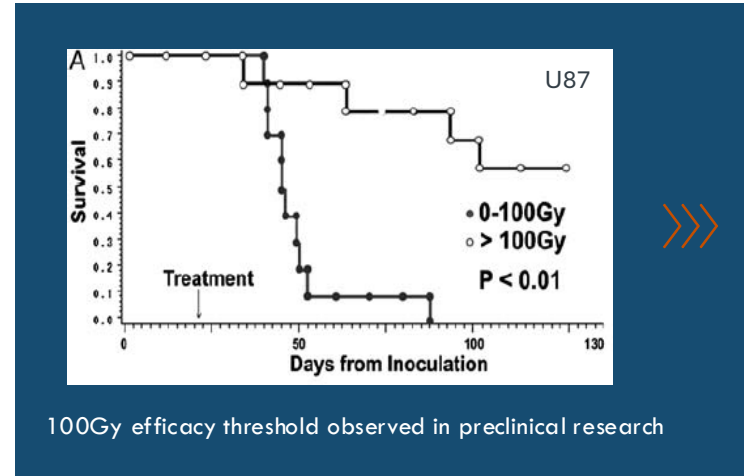 A
U87
1.0
0.9
0.8
0.7
0.6
0.5
0.4
0.3
0.2
0.1
0.0
Survival
0-100Gy
> 100Gy
P < 0.01
Treatment
0 50 100 130
Days from Inoculation
100Gy efficacy threshold observed in preclinical research